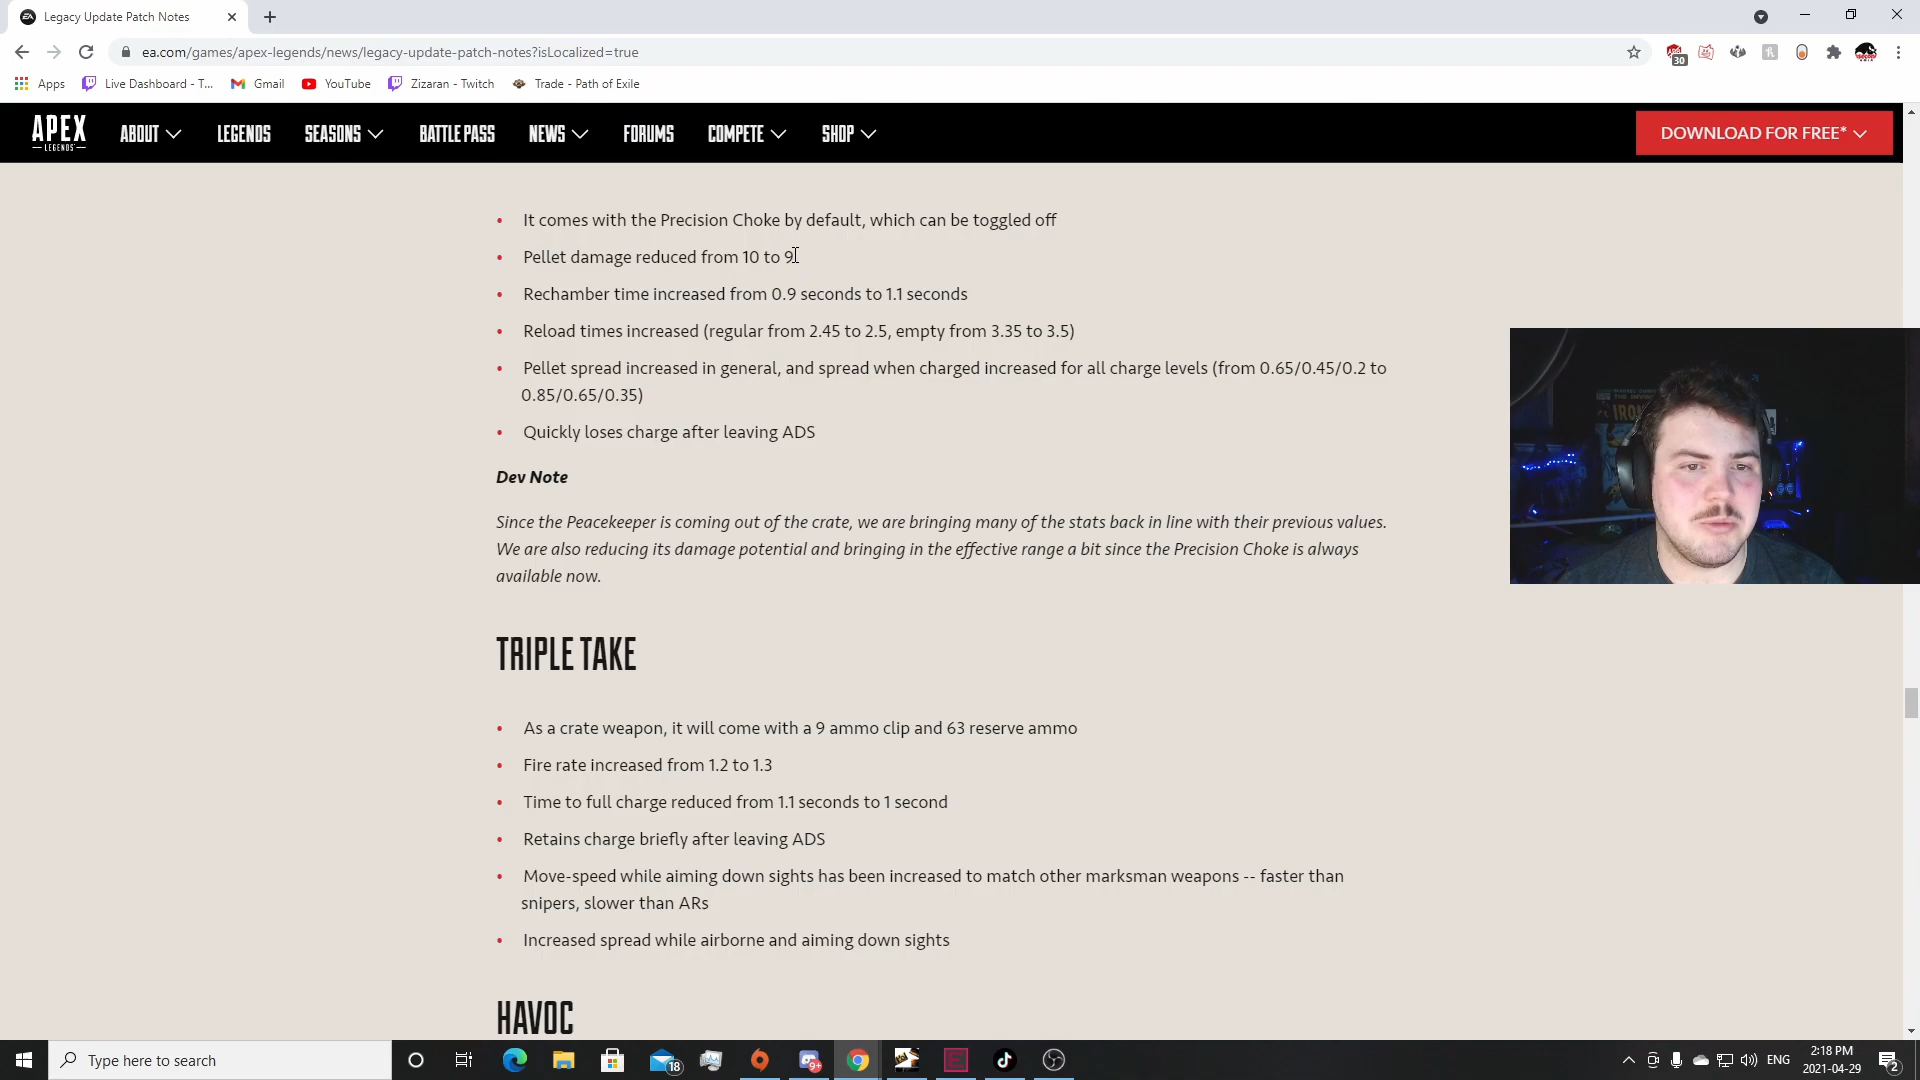 Legacy Update Patch Notes
ea.com/games/apex-legends/news/legacy-update-patch-notes?isLocalized=true
30
Apps Live Dashboard - T... Gmail YouTube Zizaran - Twitch Trade - Path of Exile
APEX
LEGENDS
ABOUT LEGENDS SEASONS BATTLE PASS NEWS FORUMS COMPETE SHOP
DOWNLOAD FOR FREE*
• It comes with the Precision Choke by default, which can be toggled off
• Pellet damage reduced from 10 to 9
• Rechamber time increased from 0.9 seconds to 1.1 seconds
• Reload times increased (regular from 2.45 to 2.5, empty from 3.35 to 3.5)
• Pellet spread increased in general, and spread when charged increased for all charge levels (from 0.65/0.45/0.2 to
0.85/0.65/0.35)
• Quickly loses charge after leaving ADS
Dev Note
Since the Peacekeeper is coming out of the crate, we are bringing many of the stats back in line with their previous values.
We are also reducing its damage potential and bringing in the effective range a bit since the Precision Choke is always
available now.
TRIPLE TAKE
• As a crate weapon, it will come with a 9 ammo clip and 63 reserve ammo
• Fire rate increased from 1.2 to 1.3
• Time to full charge reduced from 1.1 seconds to 1 second
• Retains charge briefly after leaving ADS
• Move-speed while aiming down sights has been increased to match other marksman weapons -- faster than
snipers, slower than ARs
• Increased spread while airborne and aiming down sights
HAVOC
Type here to search
18
9+
ENG
2:18 PM
2021-04-29
2